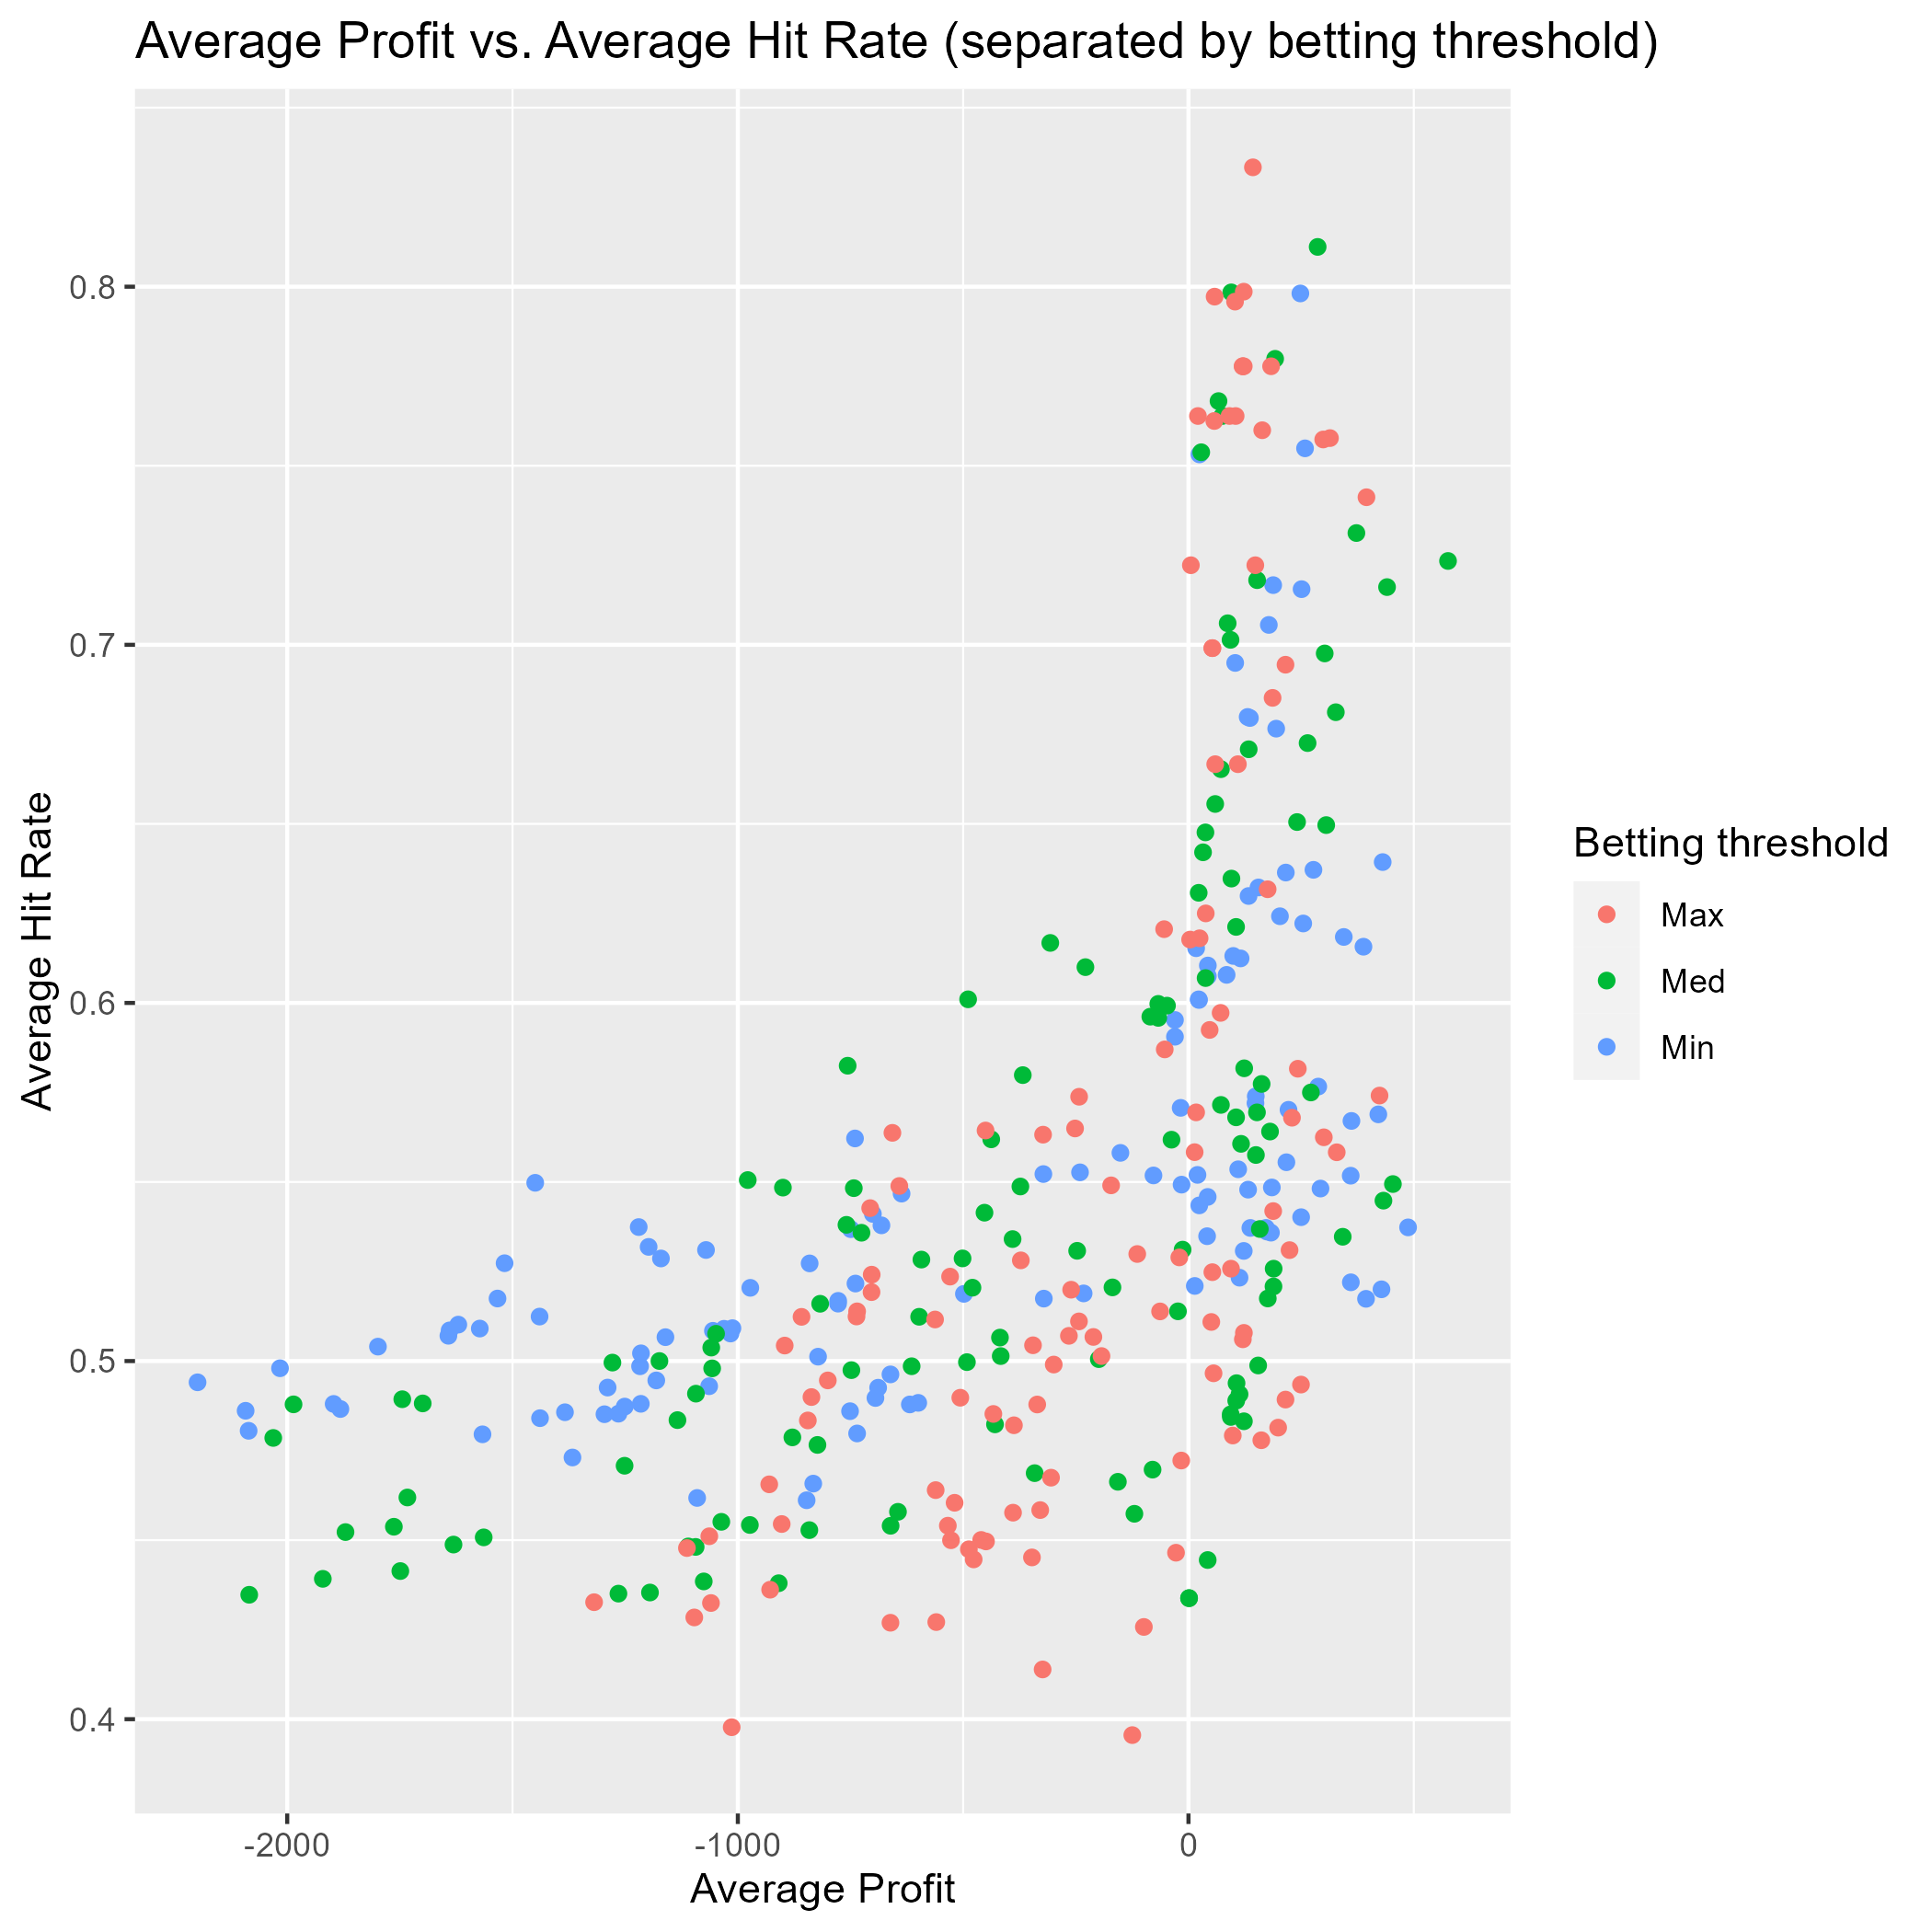 Average Profit vs. Average Hit Rate (separated by betting threshold)
Average Hit Rate
0.8
0.7
0.6
0.5
0.4
-2000
-1000
0
Average Profit
Betting threshold
Max
Med
Min